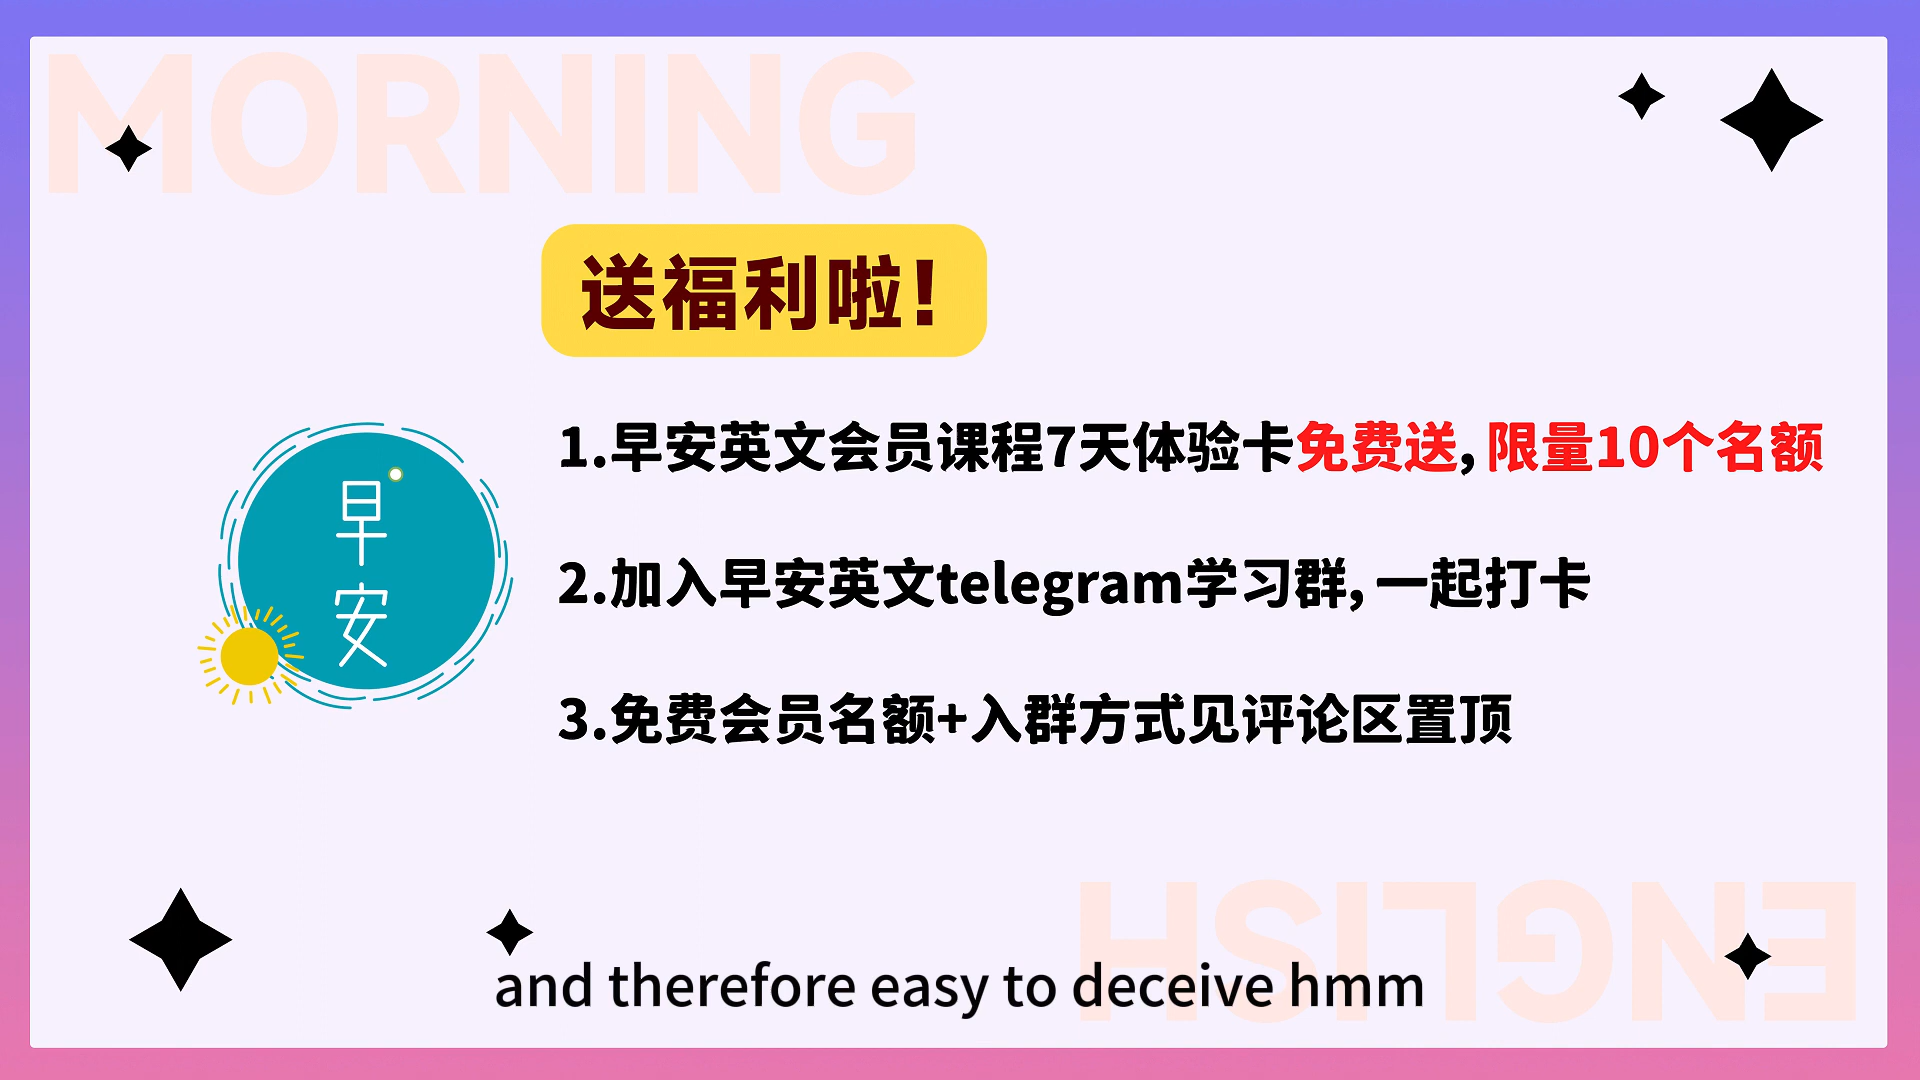 MORNING
送福利啦!
1.早安英文会员课程7天体验卡免费送,限量10个名额
早安
2.加入早安英文telegram学习群,一起打卡
3.免费会员名额+入群方式见评论区置顶
ENGLISH
and therefore easy to deceive hmm